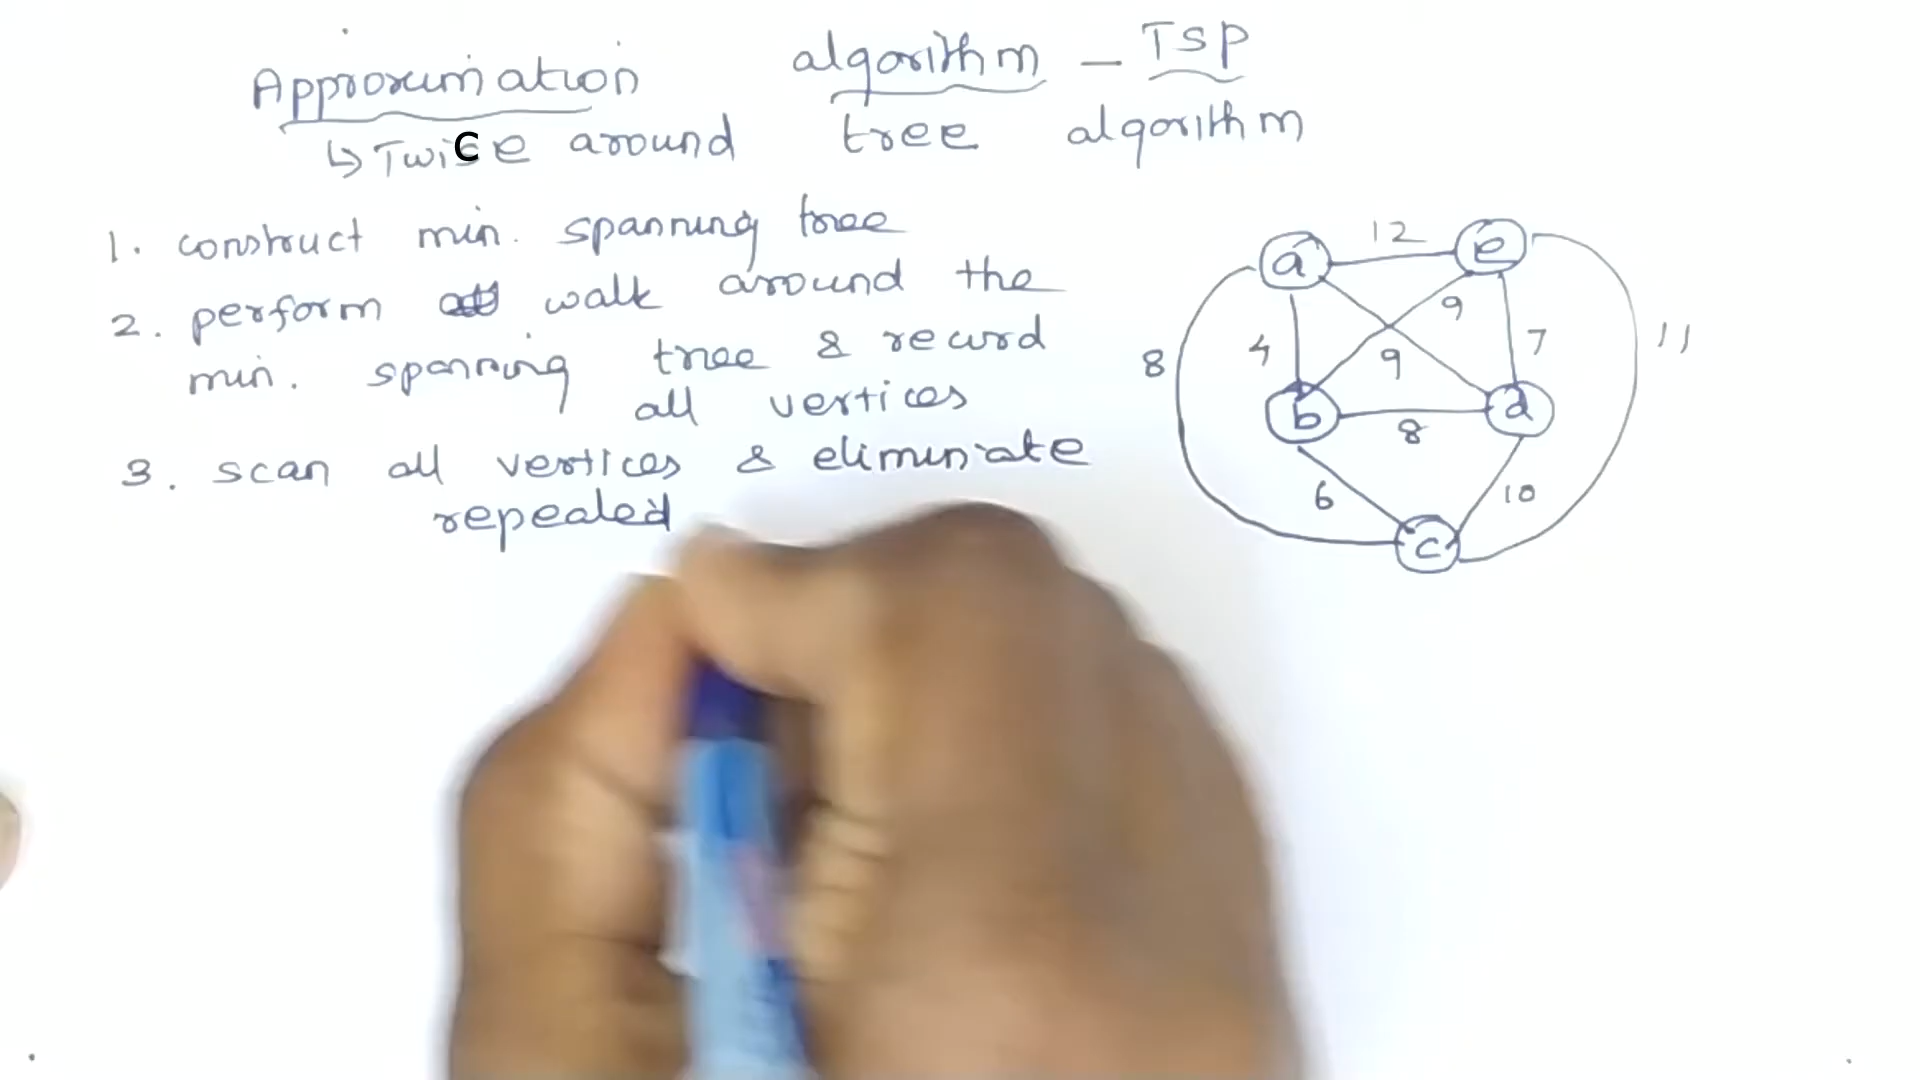 Approximation algorithm - TSP
↳ Twice around tree algorithm
1. construct min. spanning tree
2. perform walk around the
min. spanning tree & record
all vertices
3. scan all vertices & eliminate
repeated
a 12 e
9
8 4 9 7 11
b 8 d
6 10
c